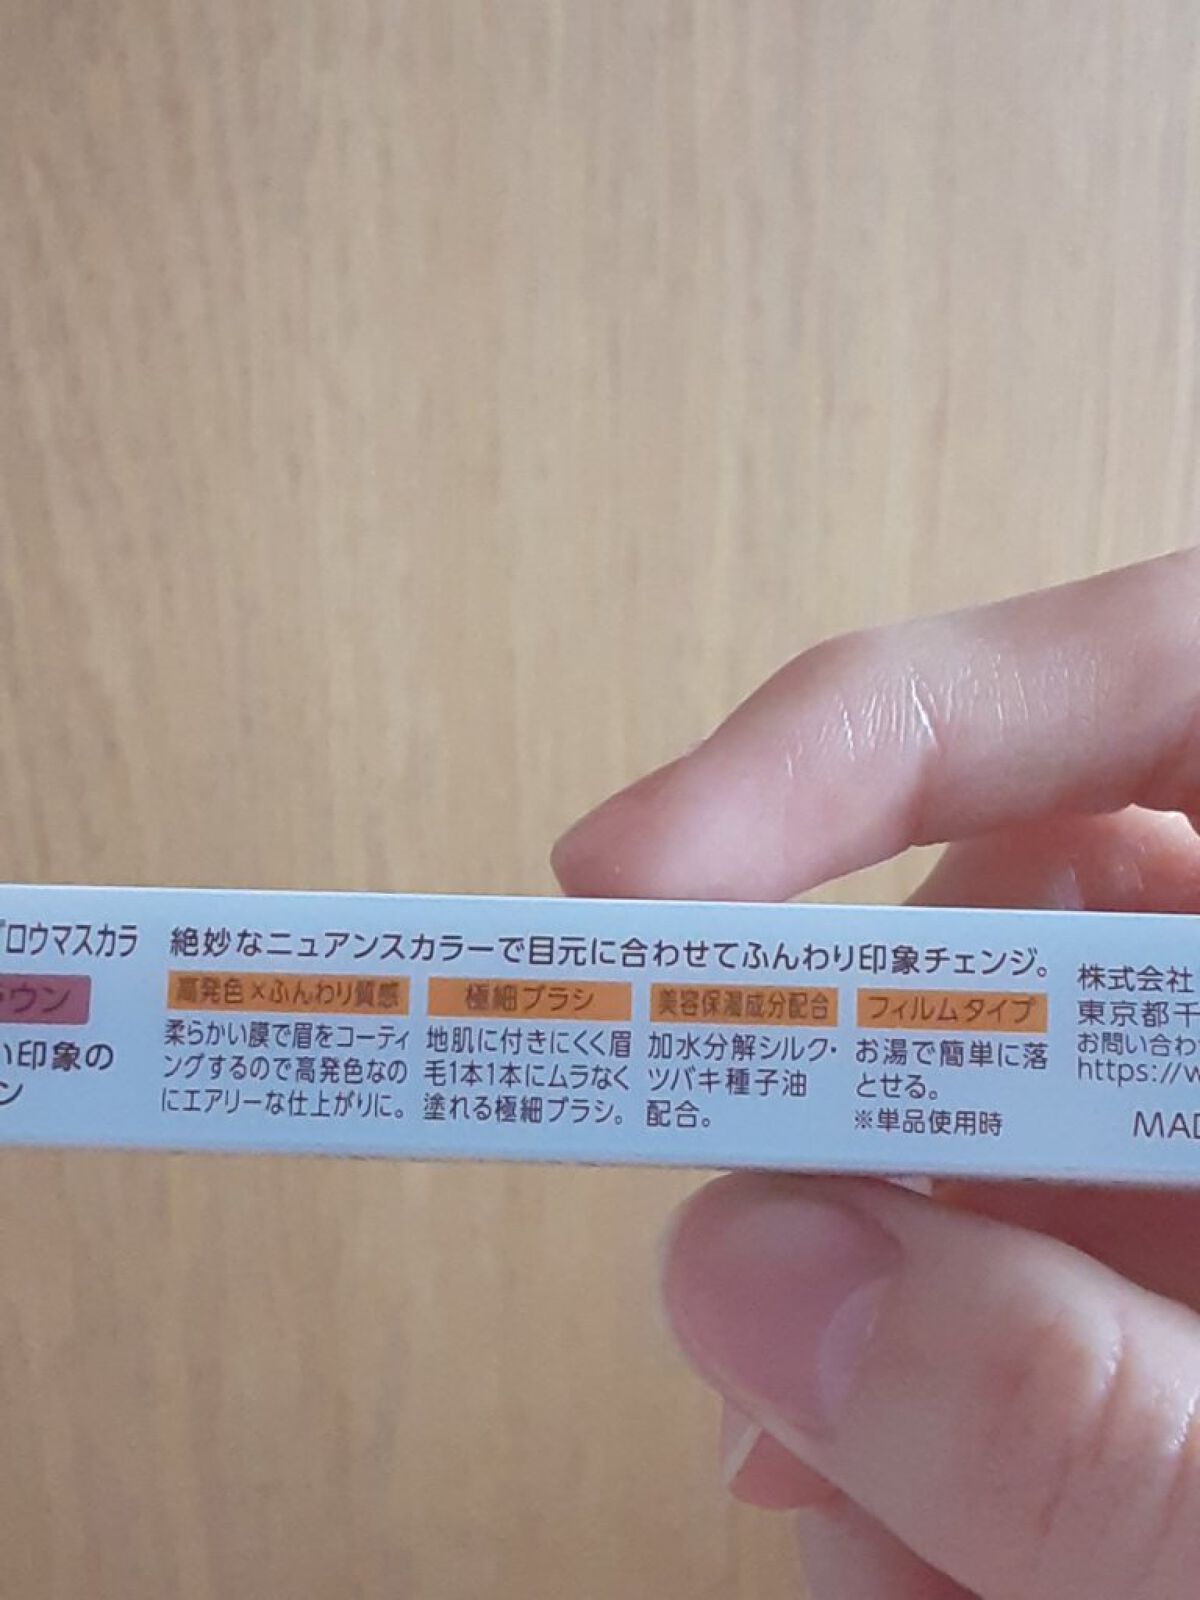 ブロウマスカラ
ラウン
い印象の
ン
絶妙なニュアンスカラーで目元に合わせてふんわり印象チェンジ。
高発色×ふんわり質感
柔らかい膜で眉をコーティ
ングするので高発色なの
にエアリーな仕上がりに。
極細ブラシ
地肌に付きにくく眉
毛1本1本にムラなく
塗れる極細ブラシ。
美容保湿成分配合
加水分解シルク・
ツバキ種子油
配合。
フィルムタイプ
お湯で簡単に落
とせる。
※単品使用時
株式会社
東京都千
お問い合わ
https://w
MAD